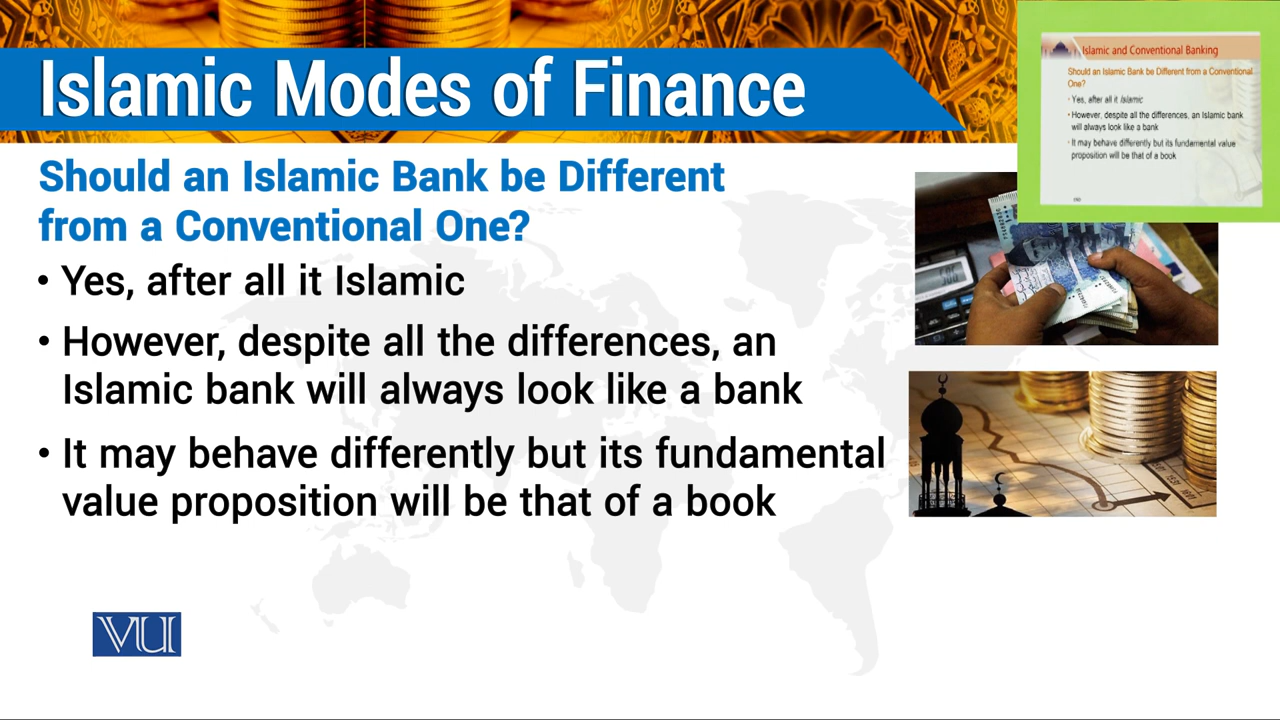 Islamic Modes of Finance
Should an Islamic Bank be Different
from a Conventional One?
• Yes, after all it Islamic
• However, despite all the differences, an
Islamic bank will always look like a bank
• It may behave differently but its fundamental
value proposition will be that of a book
VU
Islamic and Conventional Banking
Should an Islamic Bank be Different from a Conventional
One?
• Yes, after all it Islamic
• However, despite all the differences, an Islamic bank
will always look like a bank
• It may behave differently but its fundamental value
proposition will be that of a book